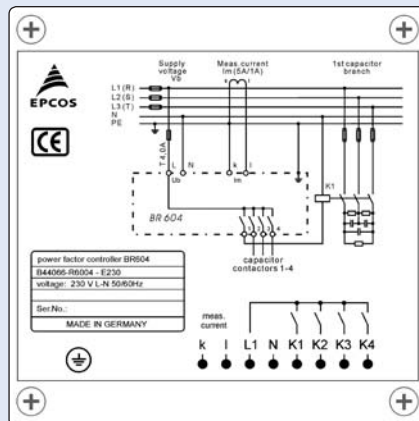 Supply voltage Vb
Meas.current Im(5A/1A)
1st capacitor branch
k l
L1(R)
L2(S)
L3(T)
N
PE
EPCOS
CE
T 4,0A
L N k l
Ub Im
K1
BR 604
1 2 3 4
capacitor contactors 1-4
power factor controller BR604
B44066-R6004 - E230
voltage: 230 V L-N 50/60Hz
Ser.No.:
MADE IN GERMANY
meas. current
k l L1 N K1 K2 K3 K4